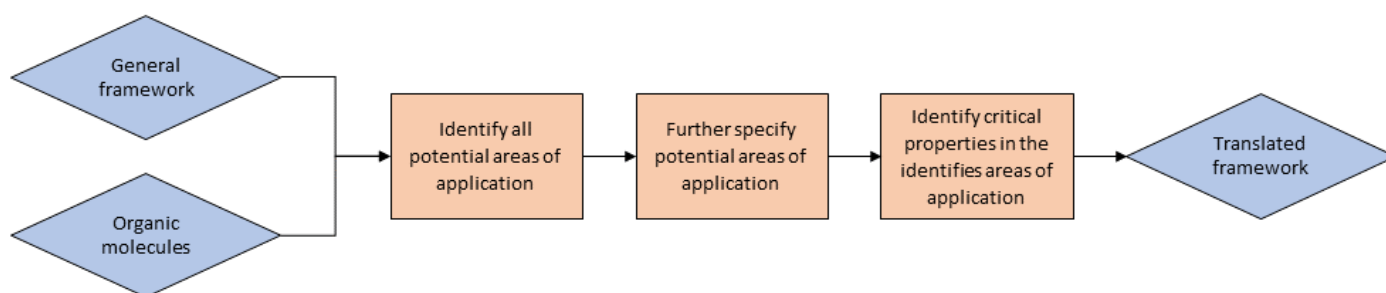 General
framework
Organic
molecules
Identify all
potential areas of
application
Further specify
potential areas of
application
Identify critical
properties in the
identifies areas of
application
Translated
framework